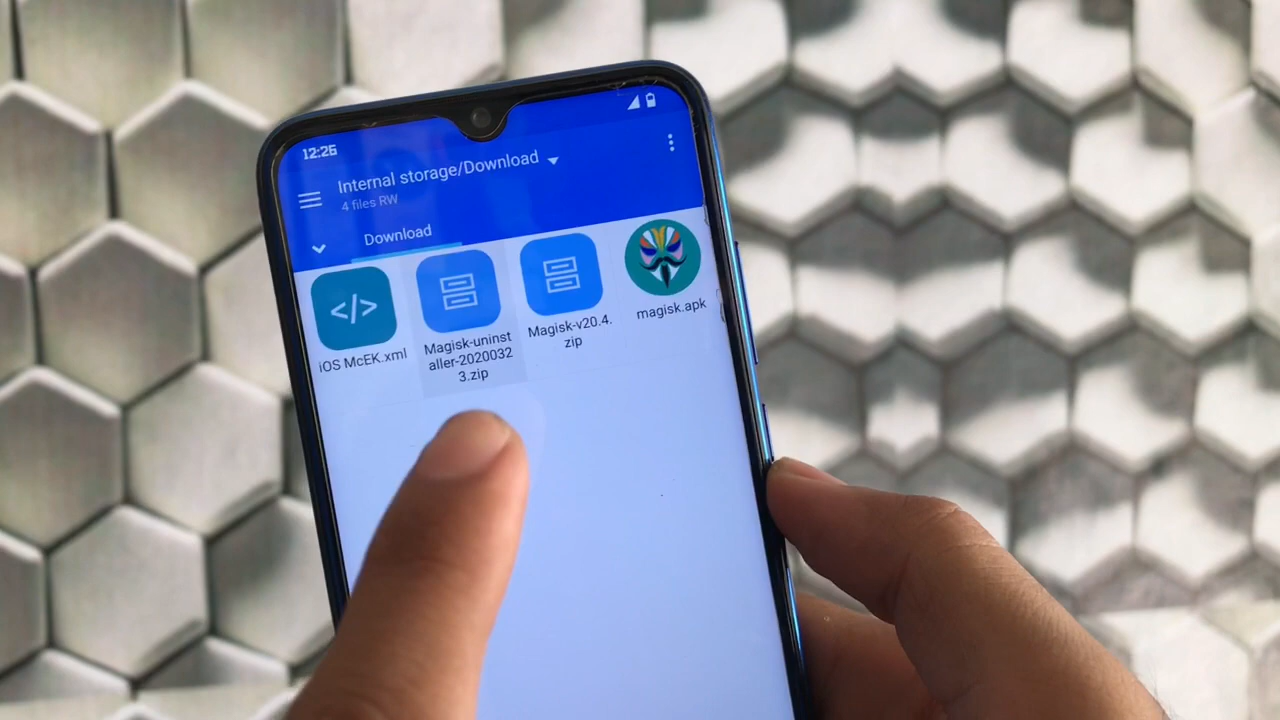 12:26
Internal storage/Download
4 files RW
Download
</>
iOS McEK.xml
Magisk-uninst
aller-2020032
3.zip
Magisk-v20.4.
zip
magisk.apk